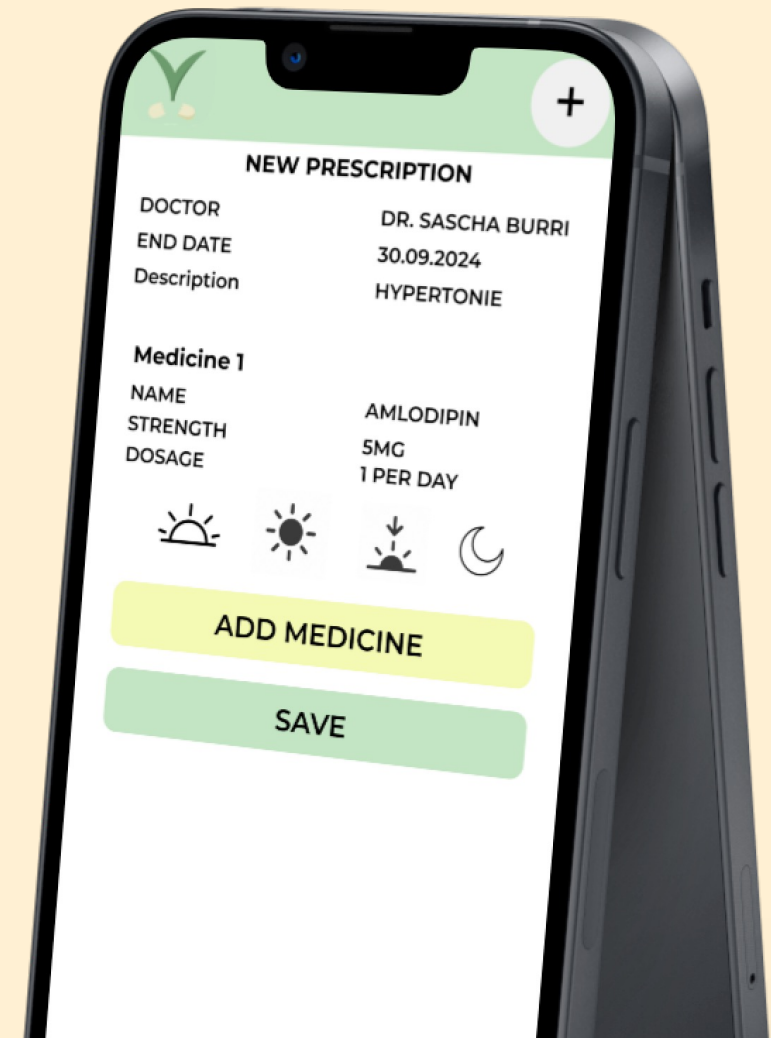 NEW PRESCRIPTION
DOCTOR DR. SASCHA BURRI
END DATE 30.09.2024
Description HYPERTONIE
Medicine 1
NAME AMLODIPIN
STRENGTH 5MG
DOSAGE 1 PER DAY
ADD MEDICINE
SAVE